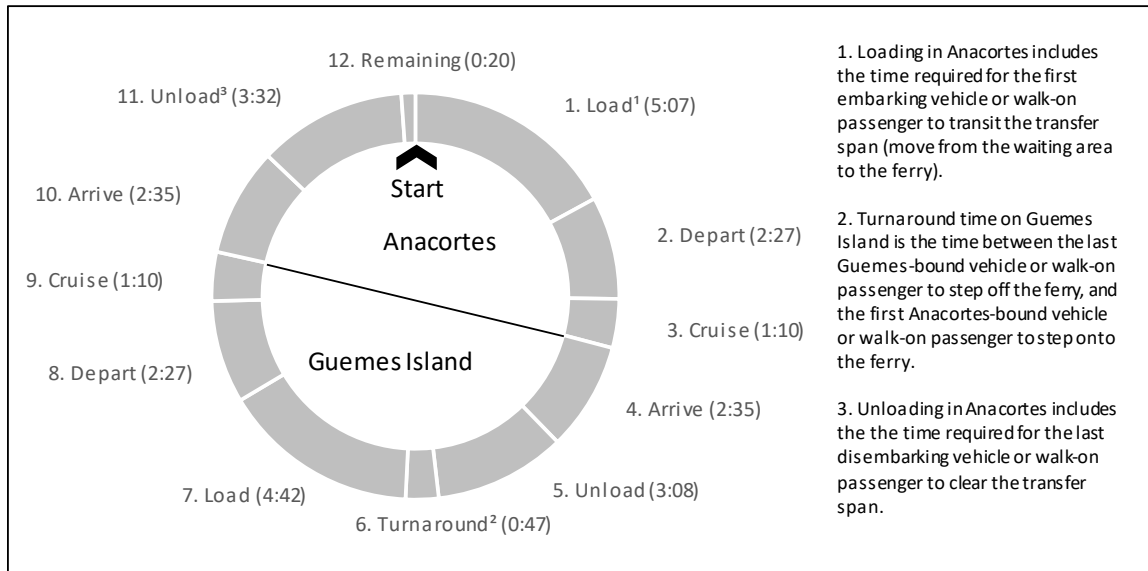 12. Remaining (0:20)
1. Load¹ (5:07)
2. Depart (2:27)
3. Cruise (1:10)
4. Arrive (2:35)
5. Unload (3:08)
6. Turnaround² (0:47)
7. Load (4:42)
8. Depart (2:27)
9. Cruise (1:10)
10. Arrive (2:35)
11. Unload³ (3:32)
Start
Anacortes
Guemes Island
1. Loading in Anacortes includes
the time required for the first
embarking vehicle or walk-on
passenger to transit the transfer
span (move from the waiting area
to the ferry).
2. Turnaround time on Guemes
Island is the time between the last
Guemes-bound vehicle or walk-on
passenger to step off the ferry, and
the first Anacortes-bound vehicle
or walk-on passenger to step onto
the ferry.
3. Unloading in Anacortes includes
the the time required for the last
disembarking vehicle or walk-on
passenger to clear the transfer
span.